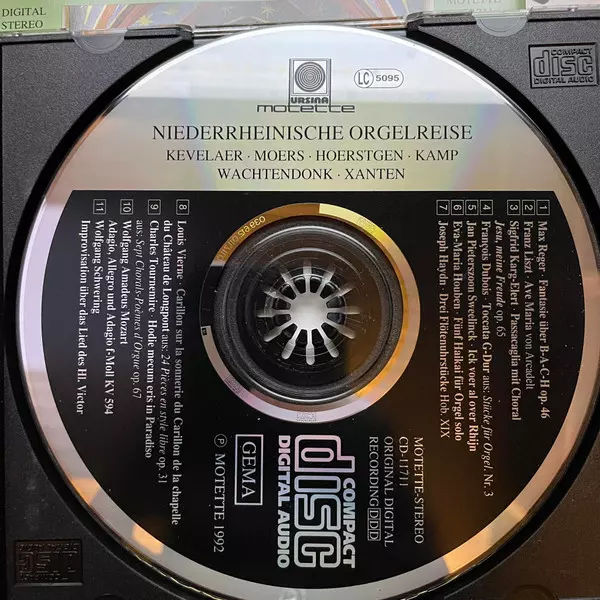 DIGITAL
STEREO
MOTETTE
COMPACT
disc
DIGITAL AUDIO
URSINA
motette
LC 5095
NIEDERRHEINISCHE ORGELREISE
KEVELAER · MOERS · HOERSTGEN · KAMP
WACHTENDONK · XANTEN
1 Max Reger · Fantasie über B-A-C-H op. 46
2 Franz Liszt · Ave Maria von Arcadelt
3 Sigfrid Karg-Elert · Passacaglia mit Choral
Jesu, meine Freude op. 65
4 François Dubois · Toccata G-Dur aus: Stücke für Orgel, Nr. 3
5 Jan Pieterszoon Sweelinck · Ick voer al over Rhijn
6 Eva-Maria Houben · Fünf Haikai für Orgel solo
7 Joseph Haydn · Drei Flötenuhrstücke Hob. XIX
8 Louis Vierne · Carillon sur la sonnerie du Carillon de la chapelle
du Château de Longpont aus: 24 Pièces en style libre op. 31
9 Charles Tournemire · Hodie mecum eris in Paradiso
aus: Sept Chorals-Poèmes d'Orgue op. 67
10 Wolfgang Amadeus Mozart
Adagio, Allegro und Adagio f-Moll KV 594
11 Wolfgang Schwering
Improvisation über das Lied des Hl. Victor
MOTETTE-STEREO
CD-11711
ORIGINAL DIGITAL
RECORDING DDD
COMPACT
disc
DIGITAL AUDIO
GEMA
℗ MOTETTE 1992